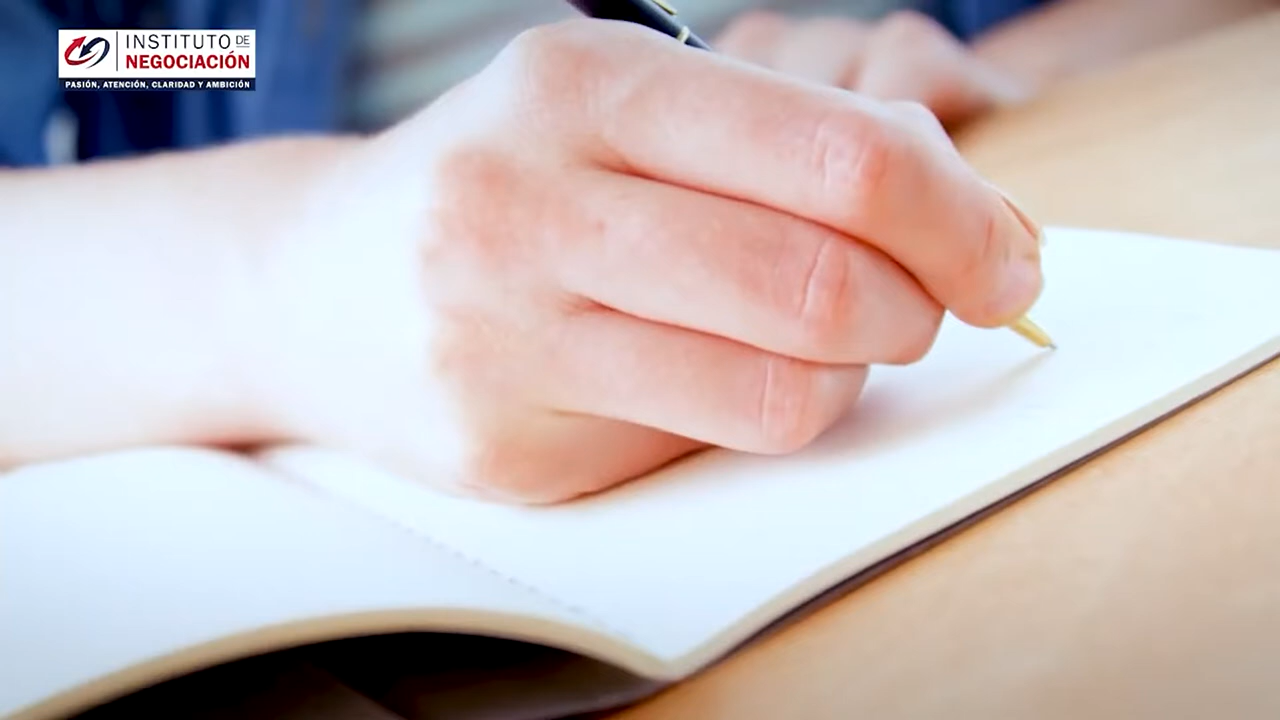 INSTITUTO DE
NEGOCIACIÓN
PASIÓN, ATENCIÓN, CLARIDAD Y AMBICIÓN